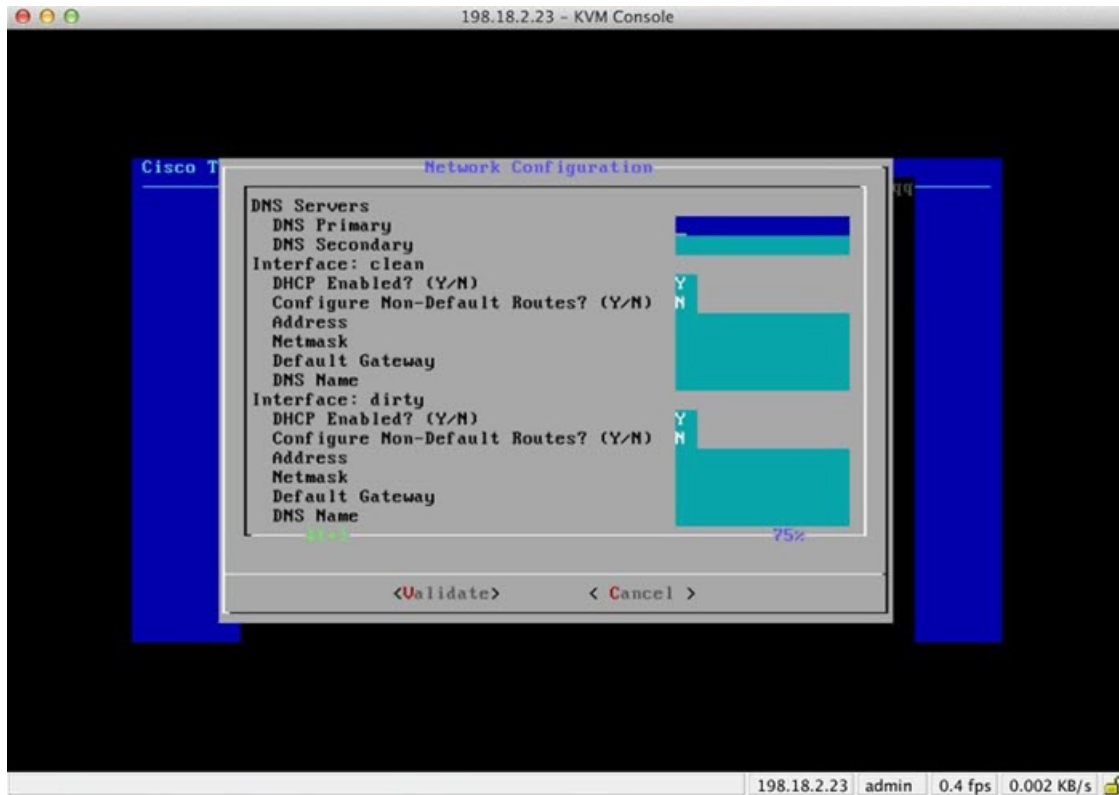 198.18.2.23 – KVM Console
Cisco T
Network Configuration
qq
DNS Servers
DNS Primary
DNS Secondary
Interface: clean
DHCP Enabled? (Y/N) Y
Configure Non-Default Routes? (Y/N) N
Address
Netmask
Default Gateway
DNS Name
Interface: dirty
DHCP Enabled? (Y/N) Y
Configure Non-Default Routes? (Y/N) N
Address
Netmask
Default Gateway
DNS Name
75%
<Validate> < Cancel >
198.18.2.23 admin 0.4 fps 0.002 KB/s